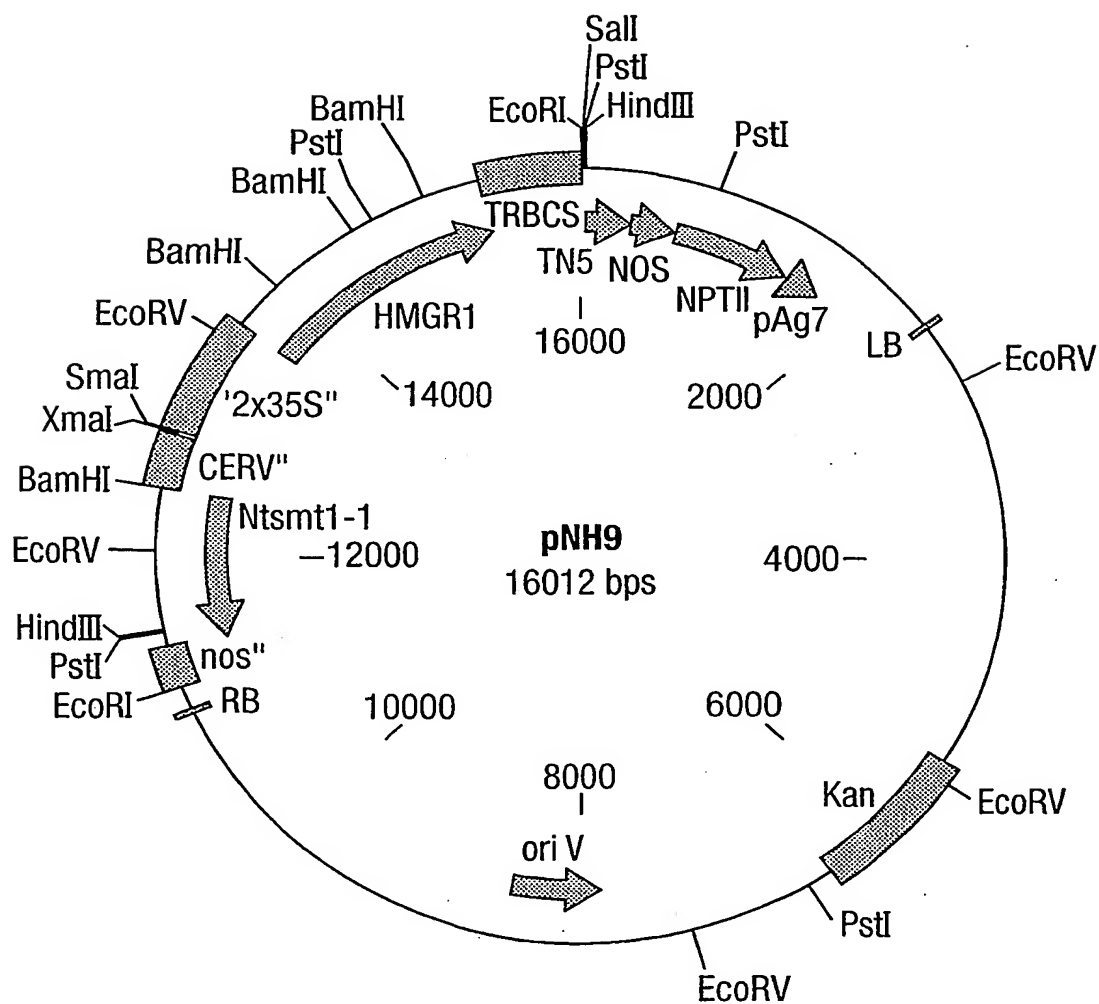 SalI
PstI
EcoRI
HindIII
BamHI
PstI
PstI
BamHI
TRBCS
BamHI
TN5
NOS
NPTII
pAg7
HMGR1
EcoRV
16000
LB
EcoRV
SmaI
'2x35S"
14000
2000
XmaI
CERV"
BamHI
Ntsmt1-1
EcoRV
12000
pNH9
16012 bps
4000
HindIII
PstI
nos"
EcoRI
RB
10000
6000
8000
Kan
EcoRV
ori V
PstI
EcoRV